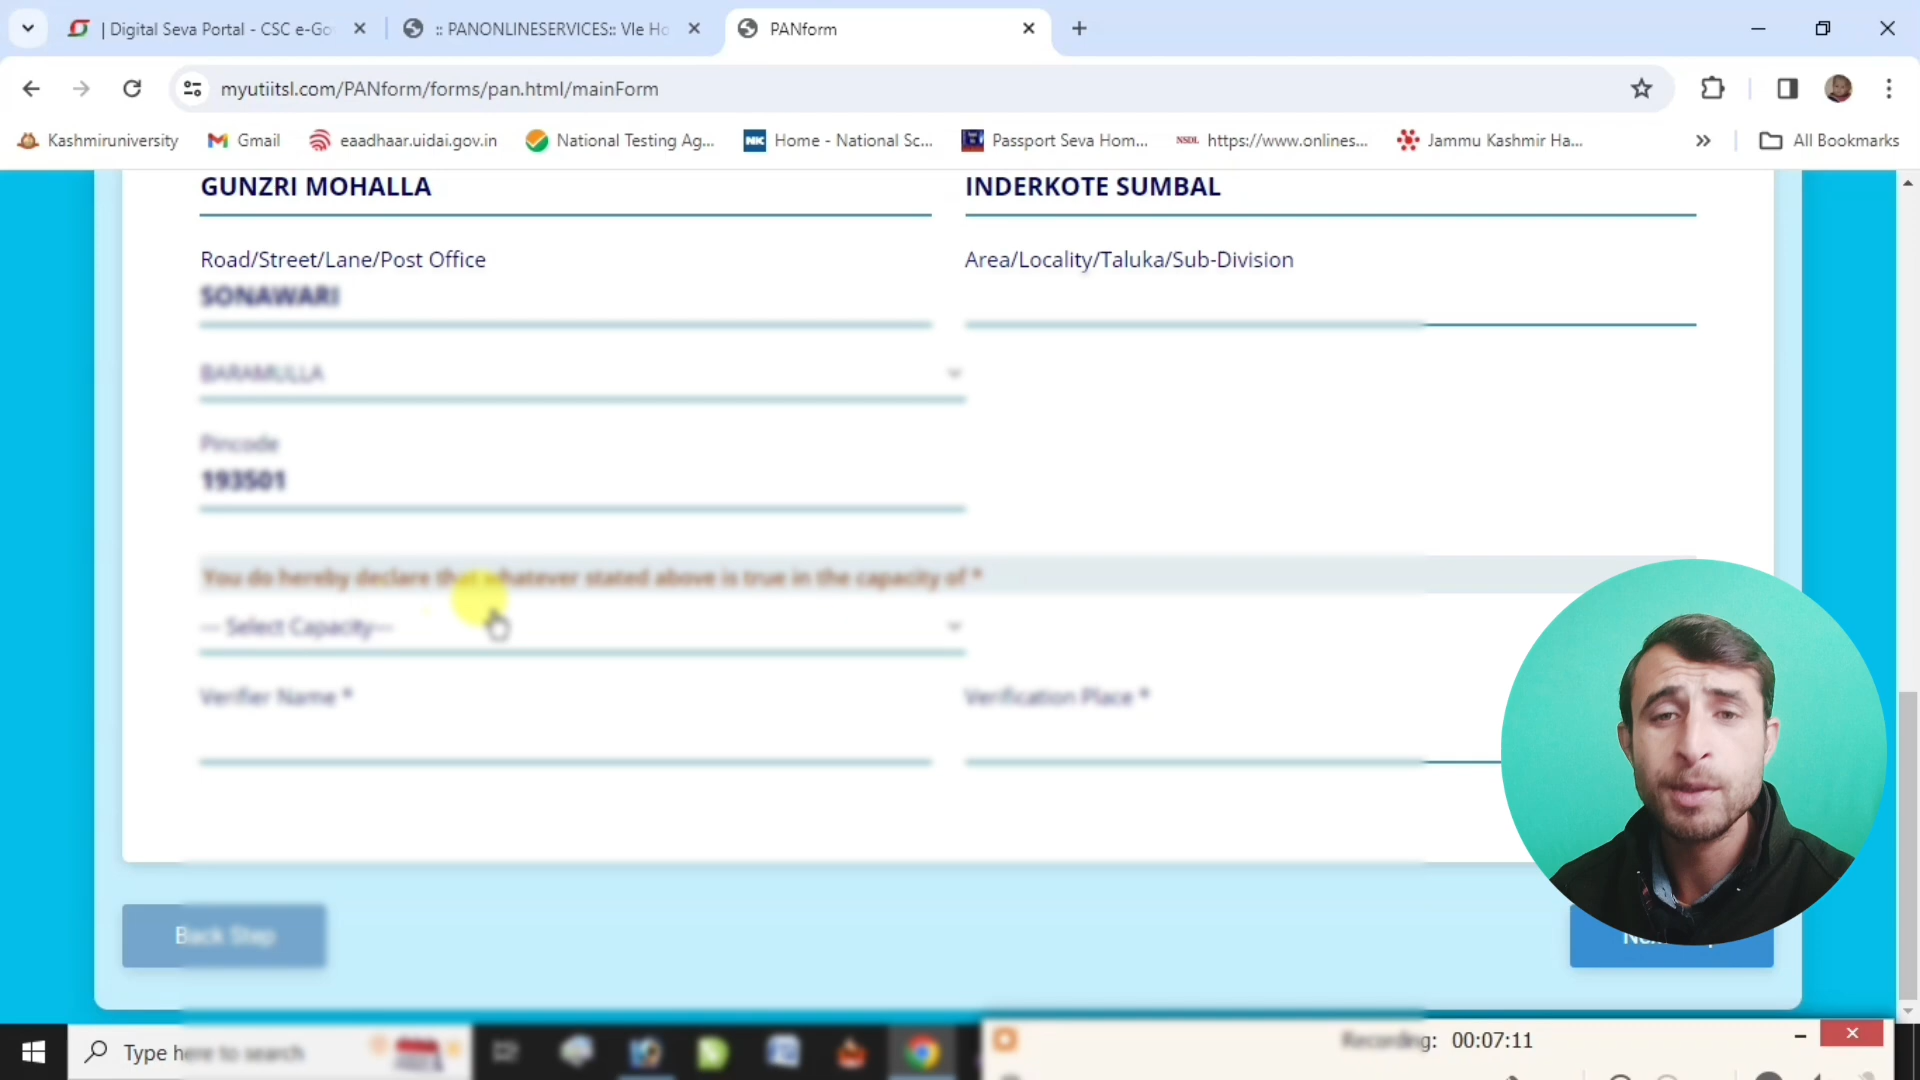 | Digital Seva Portal - CSC e-Go
:: PANONLINESERVICES:: Vle Ho
PANform
myutiitsl.com/PANform/forms/pan.html/mainForm
Kashmiruniversity
Gmail
eaadhaar.uidai.gov.in
National Testing Ag...
Home - National Sc...
Passport Seva Hom...
NSDL https://www.onlines...
Jammu Kashmir Ha...
» All Bookmarks
GUNZRI MOHALLA
INDERKOTE SUMBAL
Road/Street/Lane/Post Office
Area/Locality/Taluka/Sub-Division
SONAWARI
BARAMULLA
Pincode
193501
You do hereby declare that whatever stated above is true in the capacity of *
--- Select Capacity---
Verifier Name *
Verification Place *
Back Step
Type here to search
Recording: 00:07:11